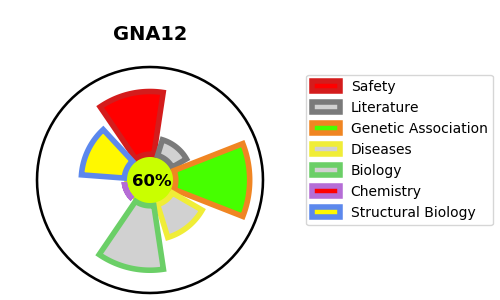 GNA12
60%
Safety
Literature
Genetic Association
Diseases
Biology
Chemistry
Structural Biology